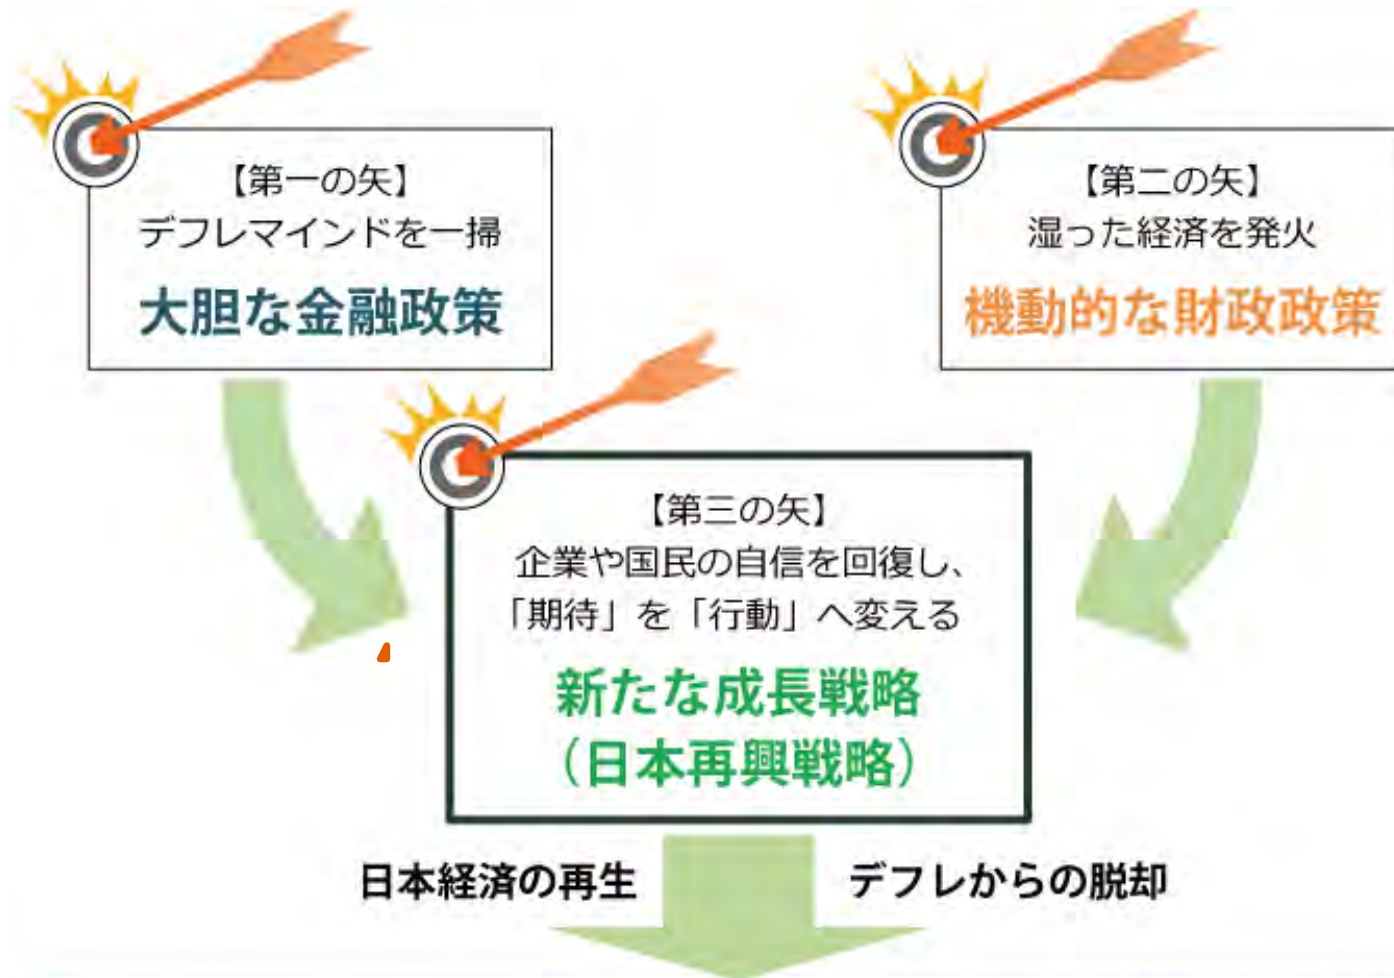 【第一の矢】
デフレマインドを一掃
大胆な金融政策
【第二の矢】
湿った経済を発火
機動的な財政政策
【第三の矢】
企業や国民の自信を回復し、
「期待」を「行動」へ変える
新たな成長戦略
（日本再興戦略）
日本経済の再生
デフレからの脱却